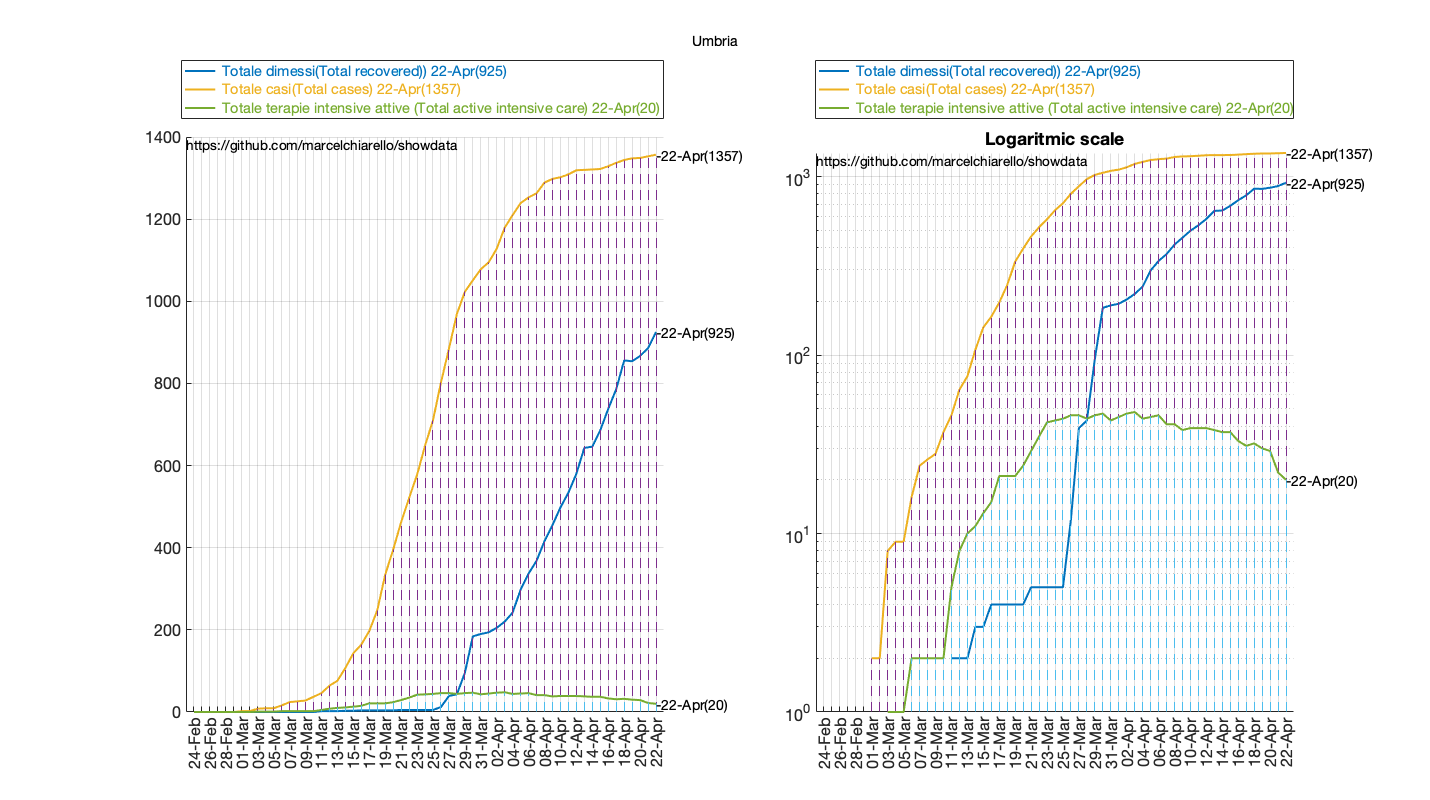 Umbria
Totale dimessi(Total recovered)) 22-Apr(925)
Totale casi(Total cases) 22-Apr(1357)
Totale terapie intensive attive (Total active intensive care) 22-Apr(20)
1400
1200
1000
800
600
400
200
0
https://github.com/marcelchiarello/showdata
22-Apr(1357)
22-Apr(925)
22-Apr(20)
24-Feb
26-Feb
28-Feb
01-Mar
03-Mar
05-Mar
07-Mar
09-Mar
11-Mar
13-Mar
15-Mar
17-Mar
19-Mar
21-Mar
23-Mar
25-Mar
27-Mar
29-Mar
31-Mar
02-Apr
04-Apr
06-Apr
08-Apr
10-Apr
12-Apr
14-Apr
16-Apr
18-Apr
20-Apr
22-Apr
Totale dimessi(Total recovered)) 22-Apr(925)
Totale casi(Total cases) 22-Apr(1357)
Totale terapie intensive attive (Total active intensive care) 22-Apr(20)
Logaritmic scale
https://github.com/marcelchiarello/showdata
10³
10²
10¹
10⁰
22-Apr(1357)
22-Apr(925)
22-Apr(20)
24-Feb
26-Feb
28-Feb
01-Mar
03-Mar
05-Mar
07-Mar
09-Mar
11-Mar
13-Mar
15-Mar
17-Mar
19-Mar
21-Mar
23-Mar
25-Mar
27-Mar
29-Mar
31-Mar
02-Apr
04-Apr
06-Apr
08-Apr
10-Apr
12-Apr
14-Apr
16-Apr
18-Apr
20-Apr
22-Apr